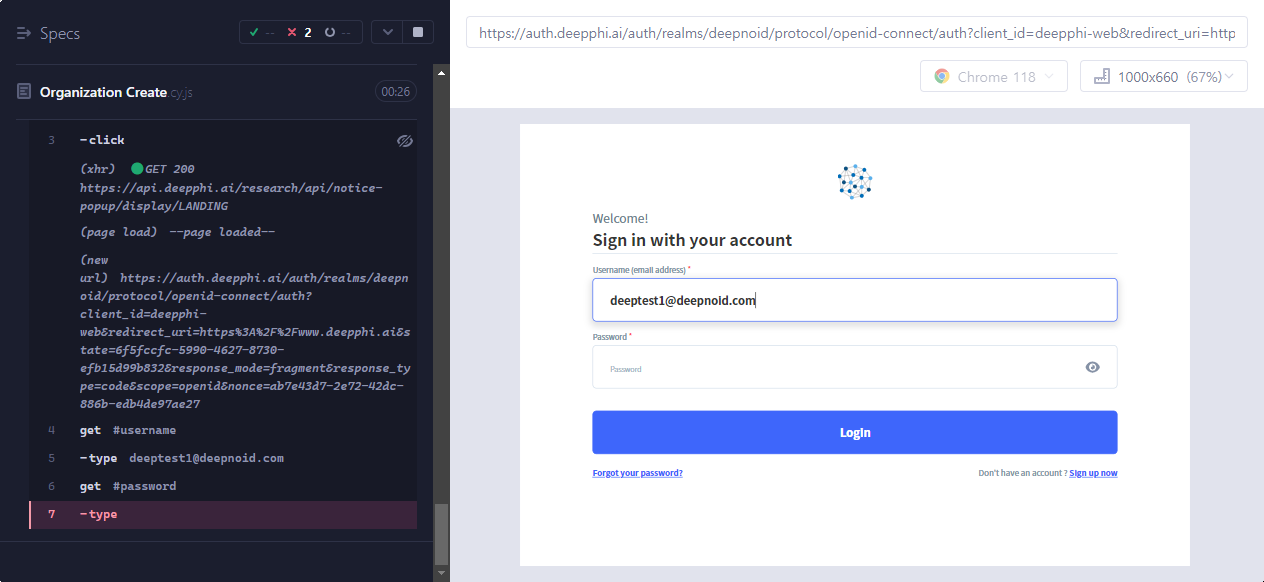 Specs
-- 2 --
Organization Create.cy.js 00:26
3 -click
(xhr) GET 200
https://api.deepphi.ai/research/api/notice-
popup/display/LANDING
(page load) --page loaded--
(new
url) https://auth.deepphi.ai/auth/realms/deepn
oid/protocol/openid-connect/auth?
client_id=deepphi-
web&redirect_uri=https%3A%2F%2Fwww.deepphi.ai&s
tate=6f5fccfc-5990-4627-8730-
efb15d99b832&response_mode=fragment&response_ty
pe=code&scope=openid&nonce=ab7e43d7-2e72-42dc-
886b-edb4de97ae27
4 get #username
5 -type deeptest1@deepnoid.com
6 get #password
7 -type
https://auth.deepphi.ai/auth/realms/deepnoid/protocol/openid-connect/auth?client_id=deepphi-web&redirect_uri=http
Chrome 118
1000x660 (67%)
Welcome!
Sign in with your account
Username (email address) *
deeptest1@deepnoid.com
Password *
Password
Login
Forgot your password?
Don't have an account ? Sign up now